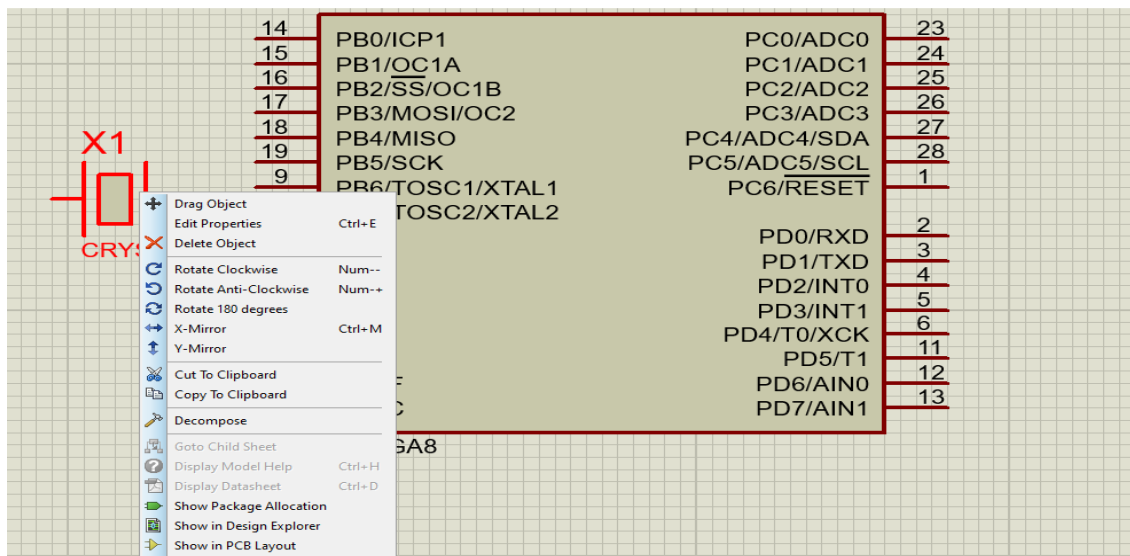 14 PB0/ICP1 PC0/ADC0 23
15 PB1/OC1A PC1/ADC1 24
16 PB2/SS/OC1B PC2/ADC2 25
17 PB3/MOSI/OC2 PC3/ADC3 26
18 PB4/MISO PC4/ADC4/SDA 27
19 PB5/SCK PC5/ADC5/SCL 28
9 PB6/TOSC1/XTAL1 PC6/RESET 1
TOSC2/XTAL2
PD0/RXD 2
PD1/TXD 3
PD2/INT0 4
PD3/INT1 5
PD4/T0/XCK 6
PD5/T1 11
PD6/AIN0 12
PD7/AIN1 13
GA8
X1
CRYS
Drag Object
Edit Properties Ctrl+E
Delete Object
Rotate Clockwise Num--
Rotate Anti-Clockwise Num-+
Rotate 180 degrees
X-Mirror Ctrl+M
Y-Mirror
Cut To Clipboard
Copy To Clipboard
Decompose
Goto Child Sheet
Display Model Help Ctrl+H
Display Datasheet Ctrl+D
Show Package Allocation
Show in Design Explorer
Show in PCB Layout